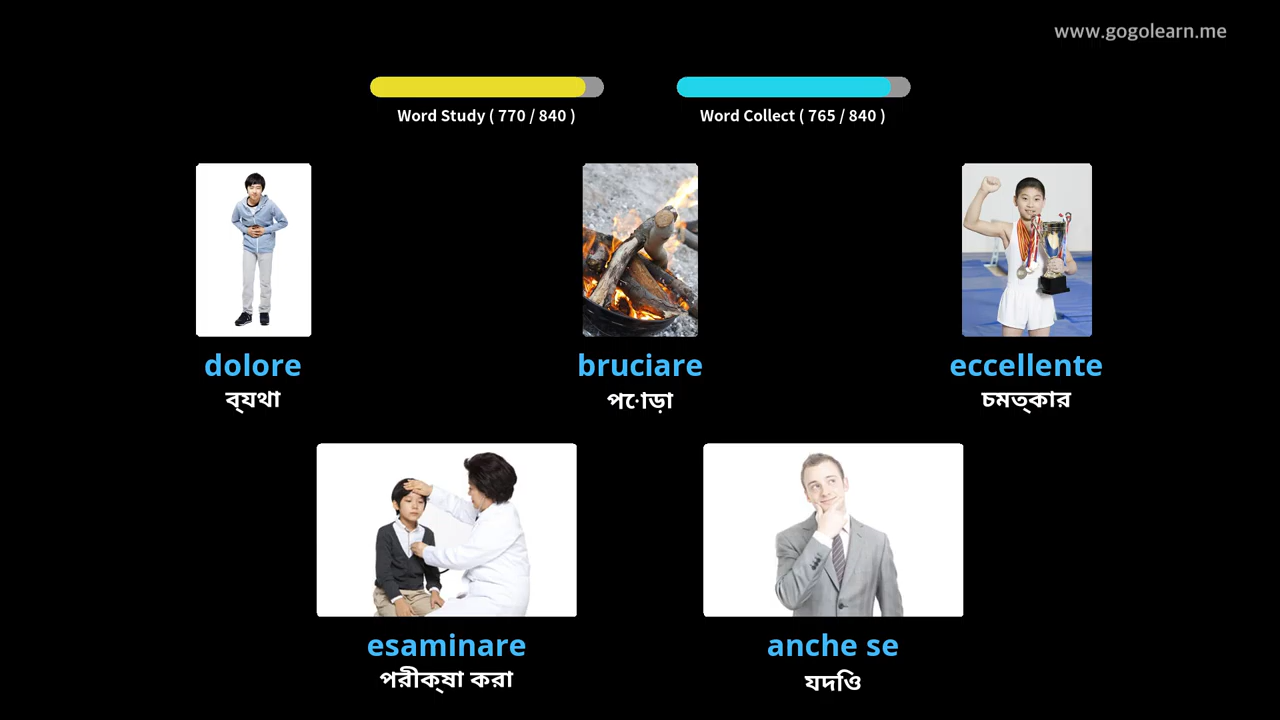 www.gogolearn.me
Word Study ( 770 / 840 )
Word Collect ( 765 / 840 )
dolore
ব্যথা
bruciare
পোড়া
eccellente
চমত্কার
esaminare
পরীক্ষা করা
anche se
যদিও